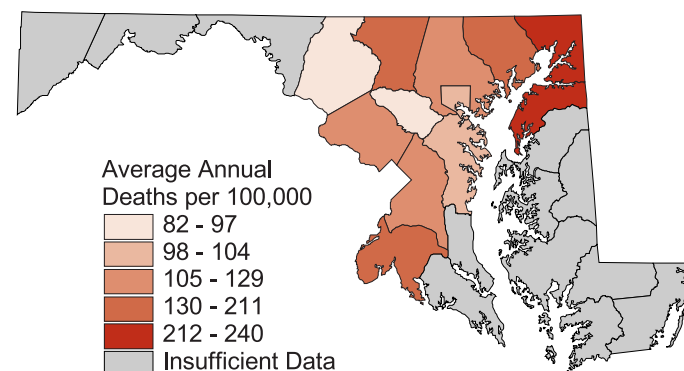 Average Annual
Deaths per 100,000
82 - 97
98 - 104
105 - 129
130 - 211
212 - 240
Insufficient Data